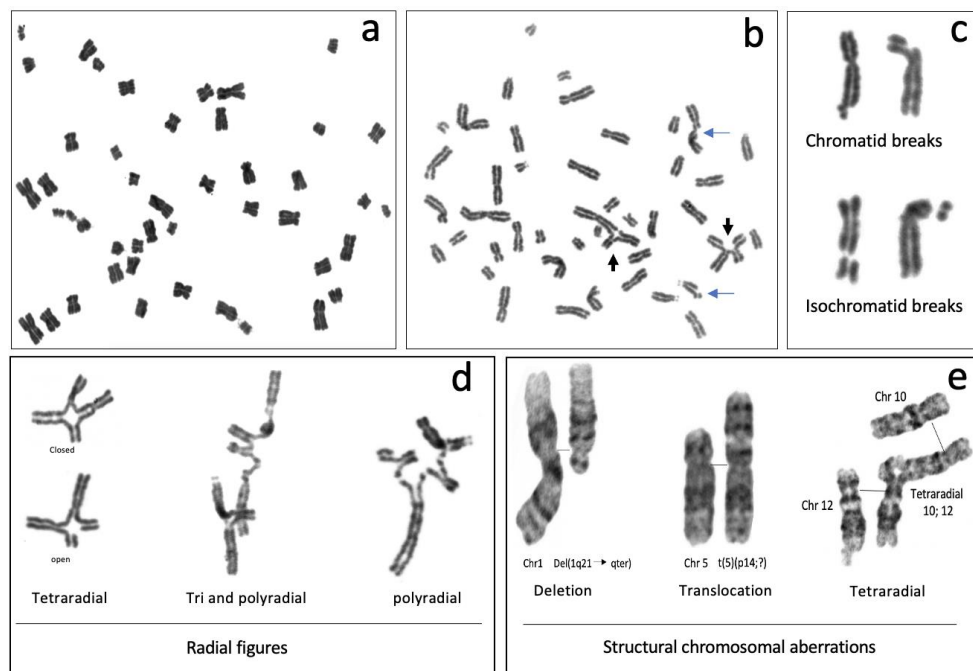 a
b
c
Chromatid breaks
Isochromatid breaks
d
Closed
open
Tetraradial
Tri and polyradial
polyradial
Radial figures
e
Chr 10
Chr 12
Tetraradial
10; 12
Chr1 Del(1q21→ qter)
Chr 5 t(5)(p14;?)
Deletion
Translocation
Tetraradial
Structural chromosomal aberrations